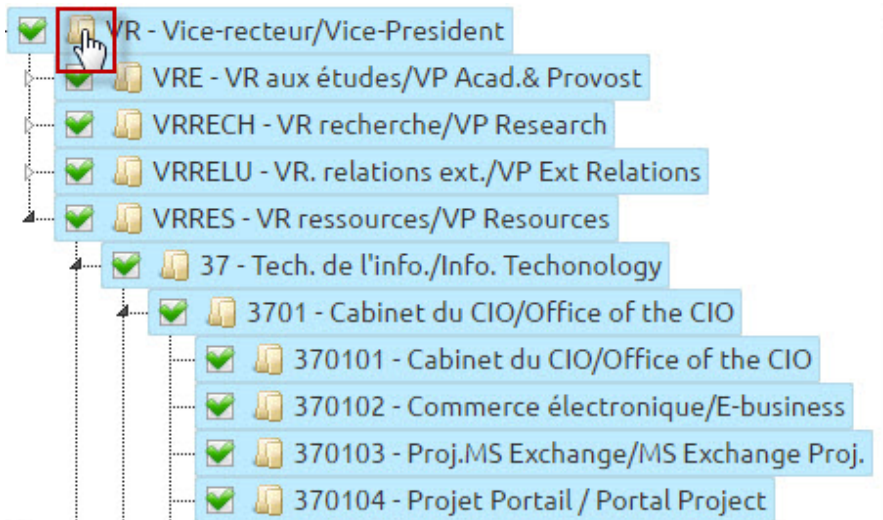 VR - Vice-recteur/Vice-President
VRE - VR aux études/VP Acad.& Provost
VRRECH - VR recherche/VP Research
VRRELU - VR. relations ext./VP Ext Relations
VRRES - VR ressources/VP Resources
37 - Tech. de l'info./Info. Techonology
3701 - Cabinet du CIO/Office of the CIO
370101 - Cabinet du CIO/Office of the CIO
370102 - Commerce électronique/E-business
370103 - Proj.MS Exchange/MS Exchange Proj.
370104 - Projet Portail / Portal Project